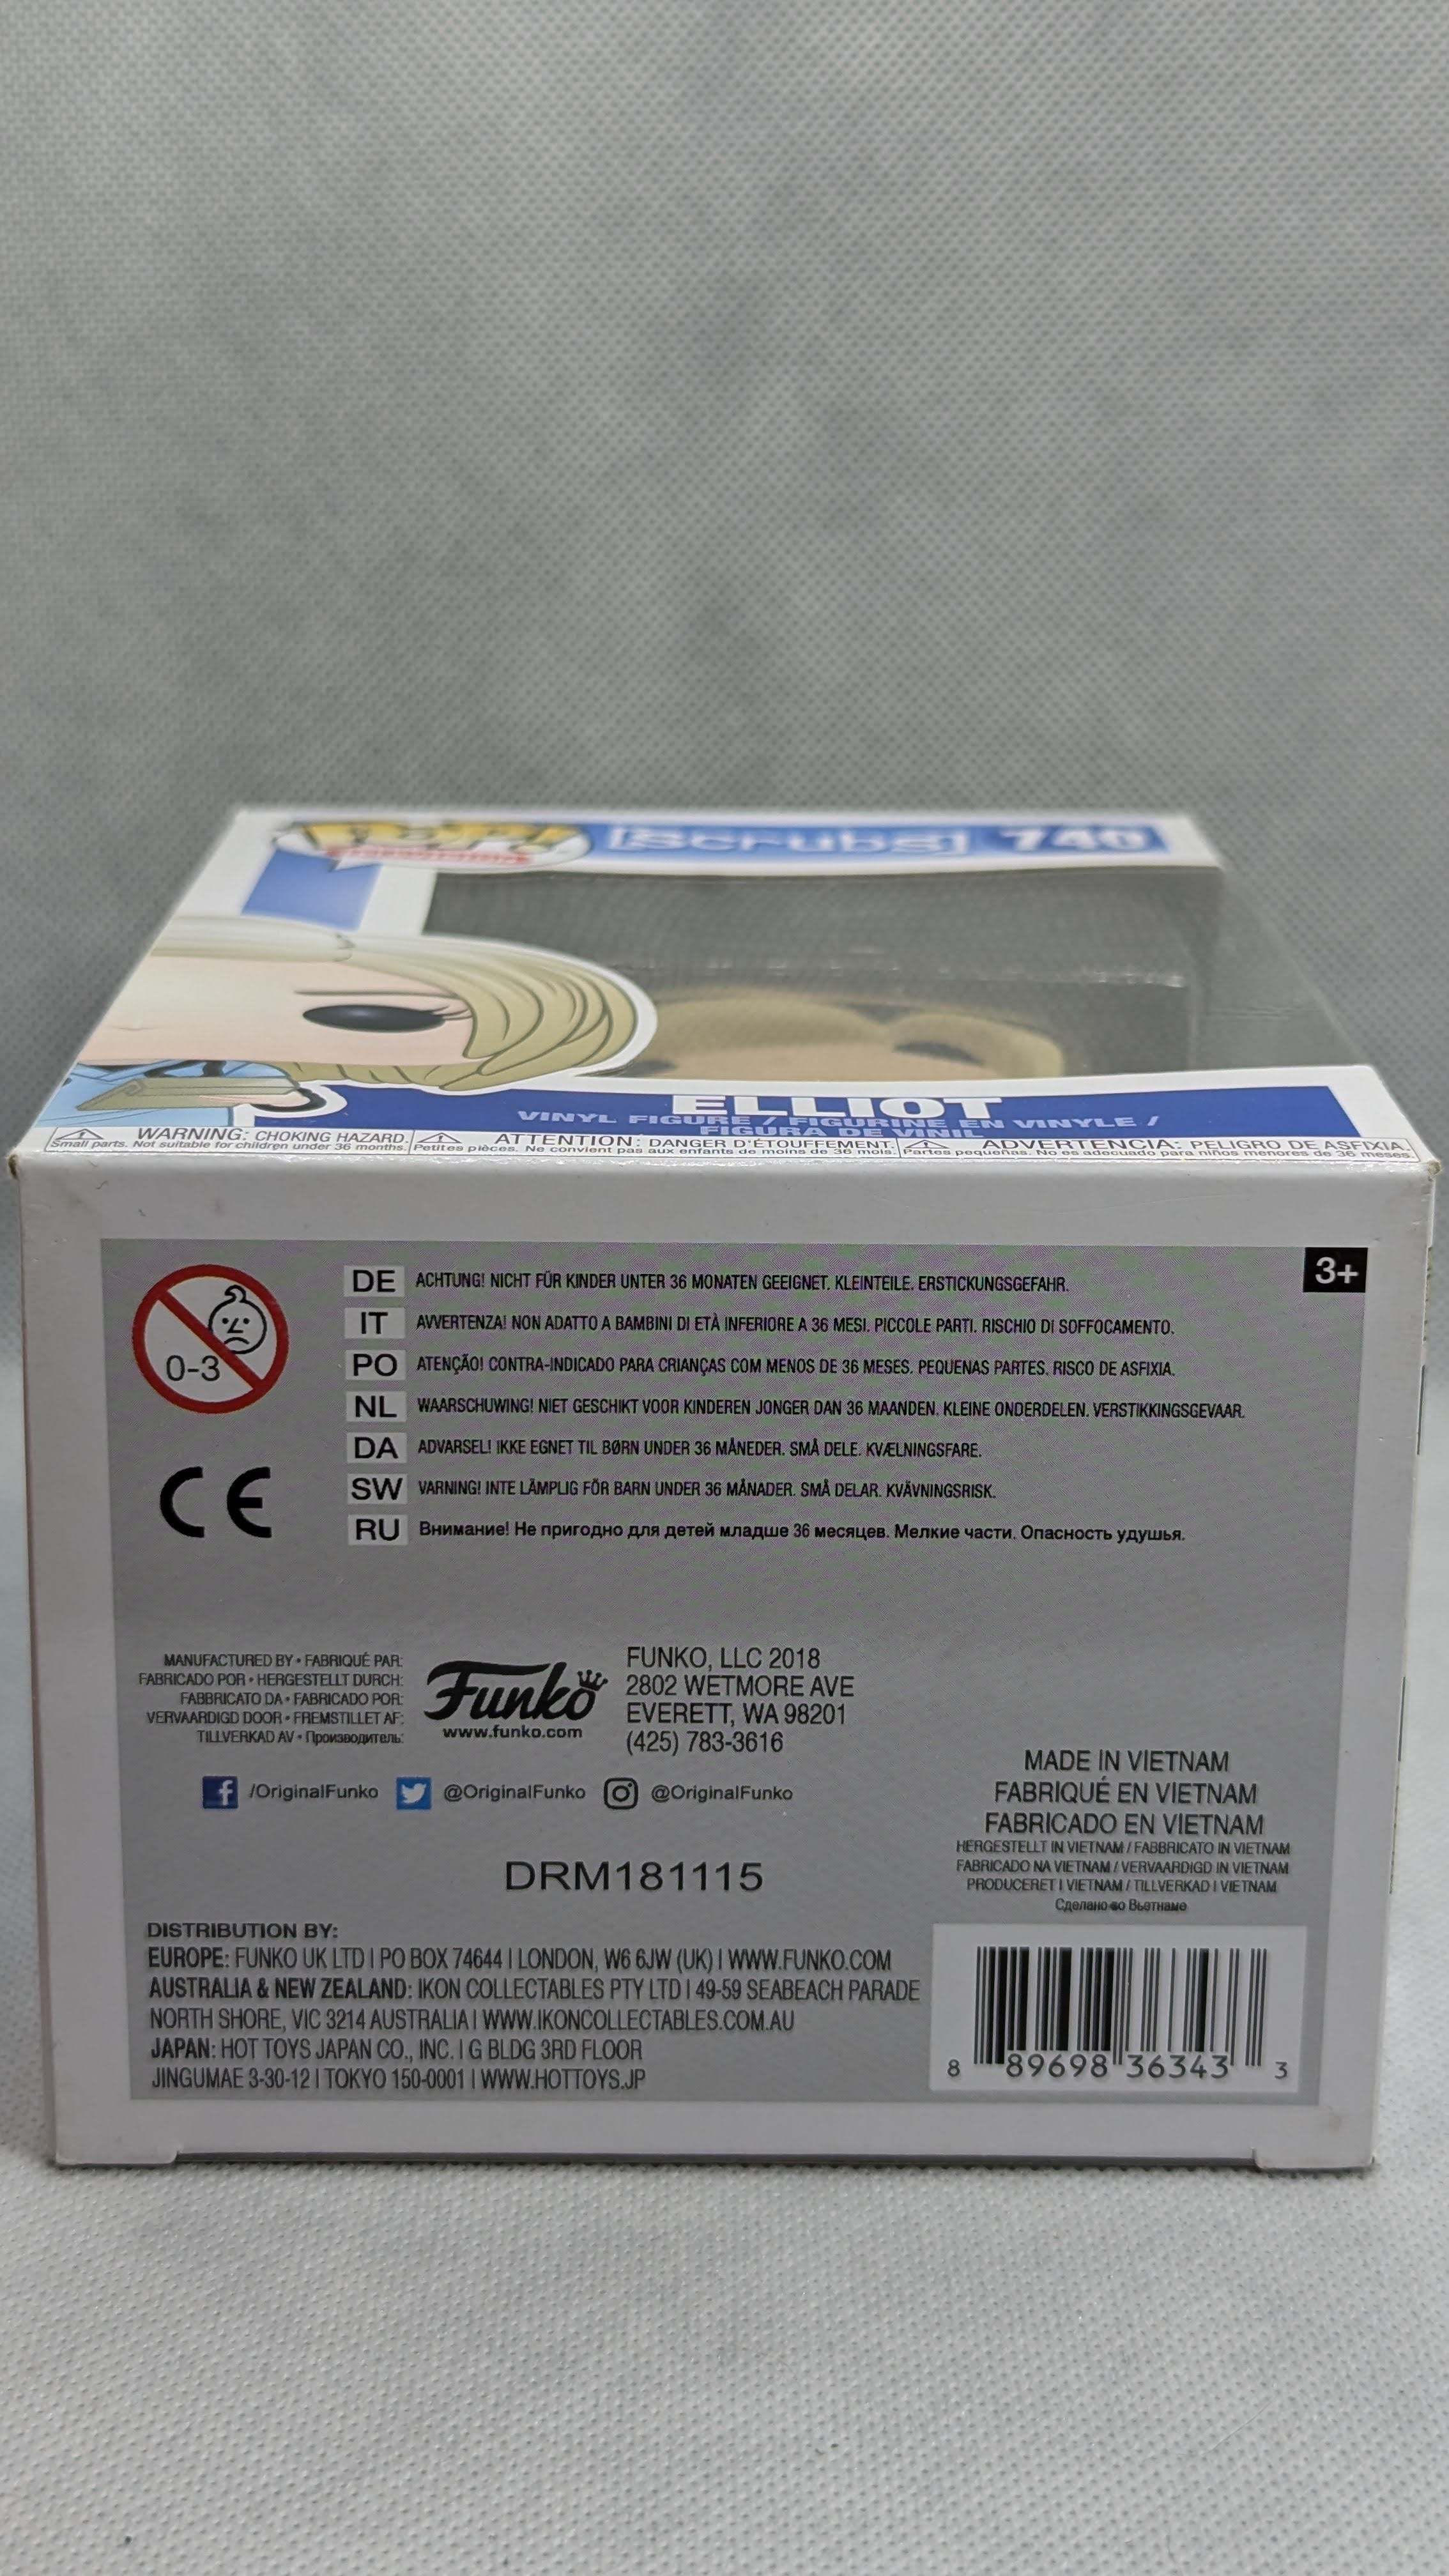 POP!
[scrubs] 740
ELLIOT
VINYL FIGURE / FIGURINE EN VINYLE /
FIGURA DE VINIL
WARNING: CHOKING HAZARD.
Small parts. Not suitable for children under 36 months.
ATTENTION: DANGER D'ÉTOUFFEMENT.
Petites pièces. Ne convient pas aux enfants de moins de 36 mois.
ADVERTENCIA: PELIGRO DE ASFIXIA.
Partes pequeñas. No es adecuado para niños menores de 36 meses.
0-3
3+
DE ACHTUNG! NICHT FÜR KINDER UNTER 36 MONATEN GEEIGNET. KLEINTEILE. ERSTICKUNGSGEFAHR.
IT AVVERTENZA! NON ADATTO A BAMBINI DI ETÀ INFERIORE A 36 MESI. PICCOLE PARTI. RISCHIO DI SOFFOCAMENTO.
PO ATENÇÃO! CONTRA-INDICADO PARA CRIANÇAS COM MENOS DE 36 MESES. PEQUENAS PARTES. RISCO DE ASFIXIA.
NL WAARSCHUWING! NIET GESCHIKT VOOR KINDEREN JONGER DAN 36 MAANDEN. KLEINE ONDERDELEN. VERSTIKKINGSGEVAAR.
DA ADVARSEL! IKKE EGNET TIL BØRN UNDER 36 MÅNEDER. SMÅ DELE. KVÆLNINGSFARE.
SW VARNING! INTE LÄMPLIG FÖR BARN UNDER 36 MÅNADER. SMÅ DELAR. KVÄVNINGSRISK.
RU Внимание! Не пригодно для детей младше 36 месяцев. Мелкие части. Опасность удушья.
CE
MANUFACTURED BY • FABRIQUÉ PAR:
FABRICADO POR • HERGESTELLT DURCH:
FABBRICATO DA • FABRICADO POR:
VERVAARDIGD DOOR • FREMSTILLET AF:
TILLVERKAD AV • Производитель:
Funko
www.funko.com
FUNKO, LLC 2018
2802 WETMORE AVE
EVERETT, WA 98201
(425) 783-3616
/OriginalFunko @OriginalFunko @OriginalFunko
DRM181115
MADE IN VIETNAM
FABRIQUÉ EN VIETNAM
FABRICADO EN VIETNAM
HERGESTELLT IN VIETNAM / FABBRICATO IN VIETNAM
FABRICADO NA VIETNAM / VERVAARDIGD IN VIETNAM
PRODUCERET I VIETNAM / TILLVERKAD I VIETNAM
Сделано во Вьетнаме
DISTRIBUTION BY:
EUROPE: FUNKO UK LTD | PO BOX 74644 | LONDON, W6 6JW (UK) | WWW.FUNKO.COM
AUSTRALIA & NEW ZEALAND: IKON COLLECTABLES PTY LTD | 49-59 SEABEACH PARADE
NORTH SHORE, VIC 3214 AUSTRALIA | WWW.IKONCOLLECTABLES.COM.AU
JAPAN: HOT TOYS JAPAN CO., INC. | G BLDG 3RD FLOOR
JINGUMAE 3-30-12 | TOKYO 150-0001 | WWW.HOTTOYS.JP
8 89698 36343 3